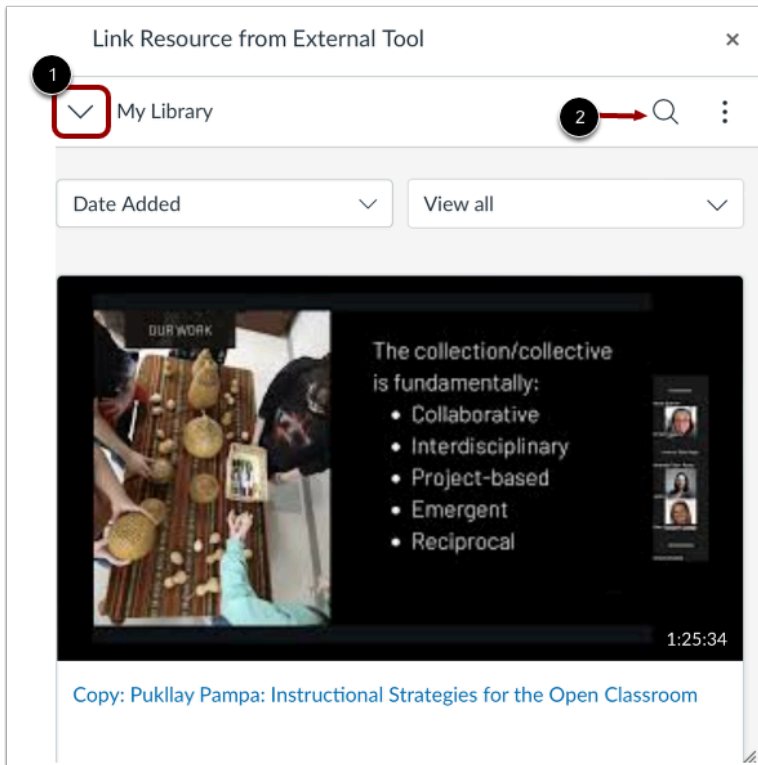 Link Resource from External Tool
1
My Library
2
Date Added
View all
OUR WORK
The collection/collective
is fundamentally:
• Collaborative
• Interdisciplinary
• Project-based
• Emergent
• Reciprocal
1:25:34
Copy: Pukllay Pampa: Instructional Strategies for the Open Classroom